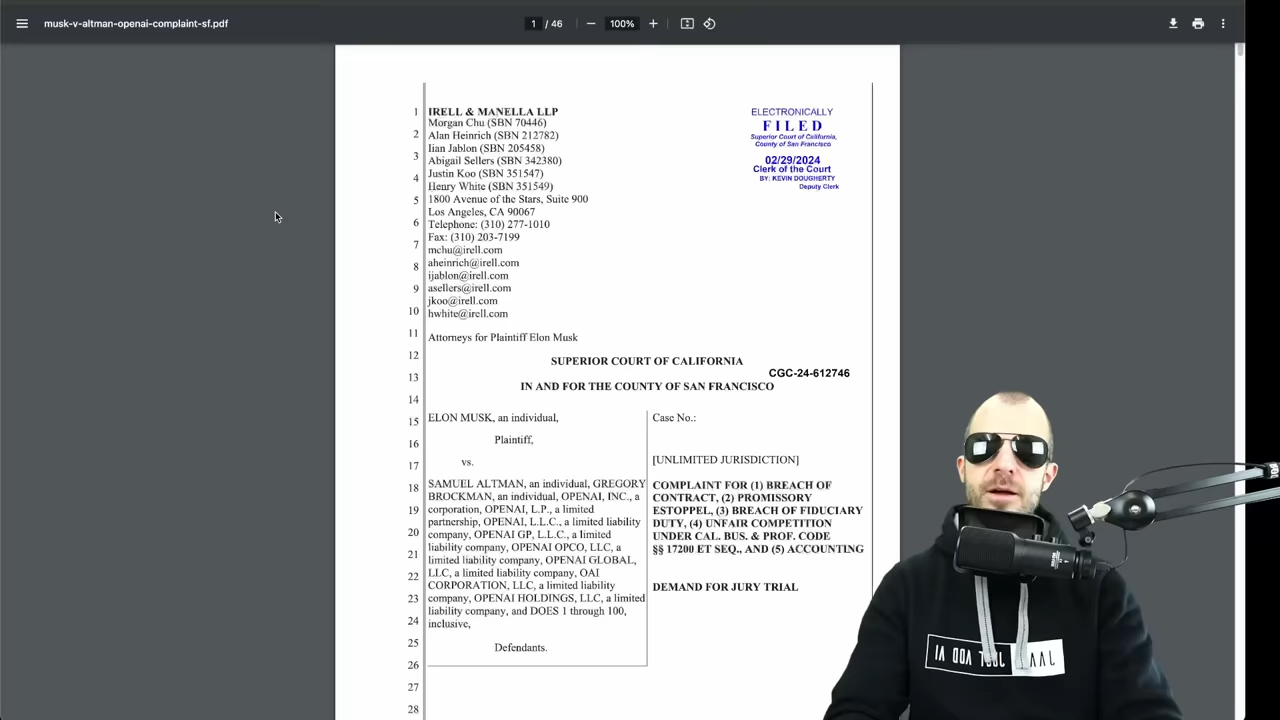 musk-v-altman-openai-complaint-sf.pdf
1 / 46
100%
1 IRELL & MANELLA LLP
Morgan Chu (SBN 70446)
2 Alan Heinrich (SBN 212782)
3 Iian Jablon (SBN 205458)
Abigail Sellers (SBN 342380)
4 Justin Koo (SBN 351547)
Henry White (SBN 351549)
5 1800 Avenue of the Stars, Suite 900
Los Angeles, CA 90067
6 Telephone: (310) 277-1010
Fax: (310) 203-7199
7 mchu@irell.com
8 aheinrich@irell.com
ijablon@irell.com
9 asellers@irell.com
jkoo@irell.com
10 hwhite@irell.com
ELECTRONICALLY
FILED
Superior Court of California,
County of San Francisco
02/29/2024
Clerk of the Court
BY: KEVIN DOUGHERTY
Deputy Clerk
11 Attorneys for Plaintiff Elon Musk
12 SUPERIOR COURT OF CALIFORNIA
CGC-24-612746
13 IN AND FOR THE COUNTY OF SAN FRANCISCO
14
15 ELON MUSK, an individual,
16 Plaintiff,
17 vs.
18 SAMUEL ALTMAN, an individual, GREGORY
BROCKMAN, an individual, OPENAI, INC., a
19 corporation, OPENAI, L.P., a limited
partnership, OPENAI, L.L.C., a limited liability
20 company, OPENAI GP, L.L.C., a limited
21 liability company, OPENAI OPCO, LLC, a
limited liability company, OPENAI GLOBAL,
22 LLC, a limited liability company, OAI
CORPORATION, LLC, a limited liability
23 company, OPENAI HOLDINGS, LLC, a limited
24 liability company, and DOES 1 through 100,
inclusive,
25 Defendants.
26
Case No.:
[UNLIMITED JURISDICTION]
COMPLAINT FOR (1) BREACH OF
CONTRACT, (2) PROMISSORY
ESTOPPEL, (3) BREACH OF FIDUCIARY
DUTY, (4) UNFAIR COMPETITION
UNDER CAL. BUS. & PROF. CODE
§§ 17200 ET SEQ., AND (5) ACCOUNTING
DEMAND FOR JURY TRIAL
27
28